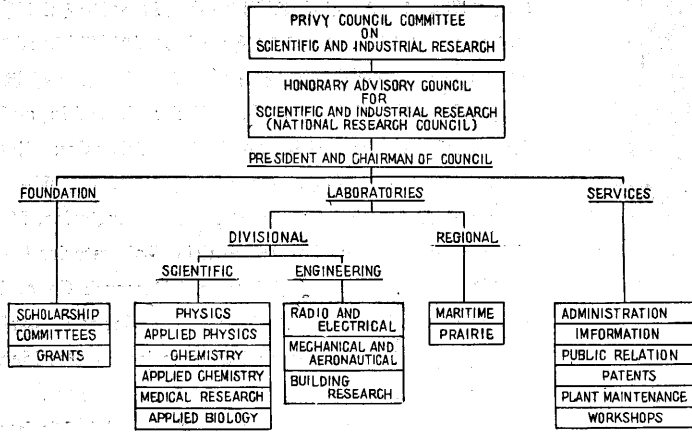 PRIVY COUNCIL COMMITTEE
ON
SCIENTIFIC AND INDUSTRIAL RESEARCH
HONORARY ADVISORY COUNCIL
FOR
SCIENTIFIC AND INDUSTRIAL RESEARCH
(NATIONAL RESEARCH COUNCIL)
PRESIDENT AND CHAIRMAN OF COUNCIL
FOUNDATION
LABORATORIES
SERVICES
DIVISIONAL
REGIONAL
SCIENTIFIC
ENGINEERING
SCHOLARSHIP
COMMITTEES
GRANTS
PHYSICS
APPLIED PHYSICS
CHEMISTRY
APPLIED CHEMISTRY
MEDICAL RESEARCH
APPLIED BIOLOGY
RADIO AND
ELECTRICAL
MECHANICAL AND
AERONAUTICAL
BUILDING
RESEARCH
MARITIME
PRAIRIE
ADMINISTRATION
IMFORMATION
PUBLIC RELATION
PATENTS
PLANT MAINTENANCE
WORKSHOPS